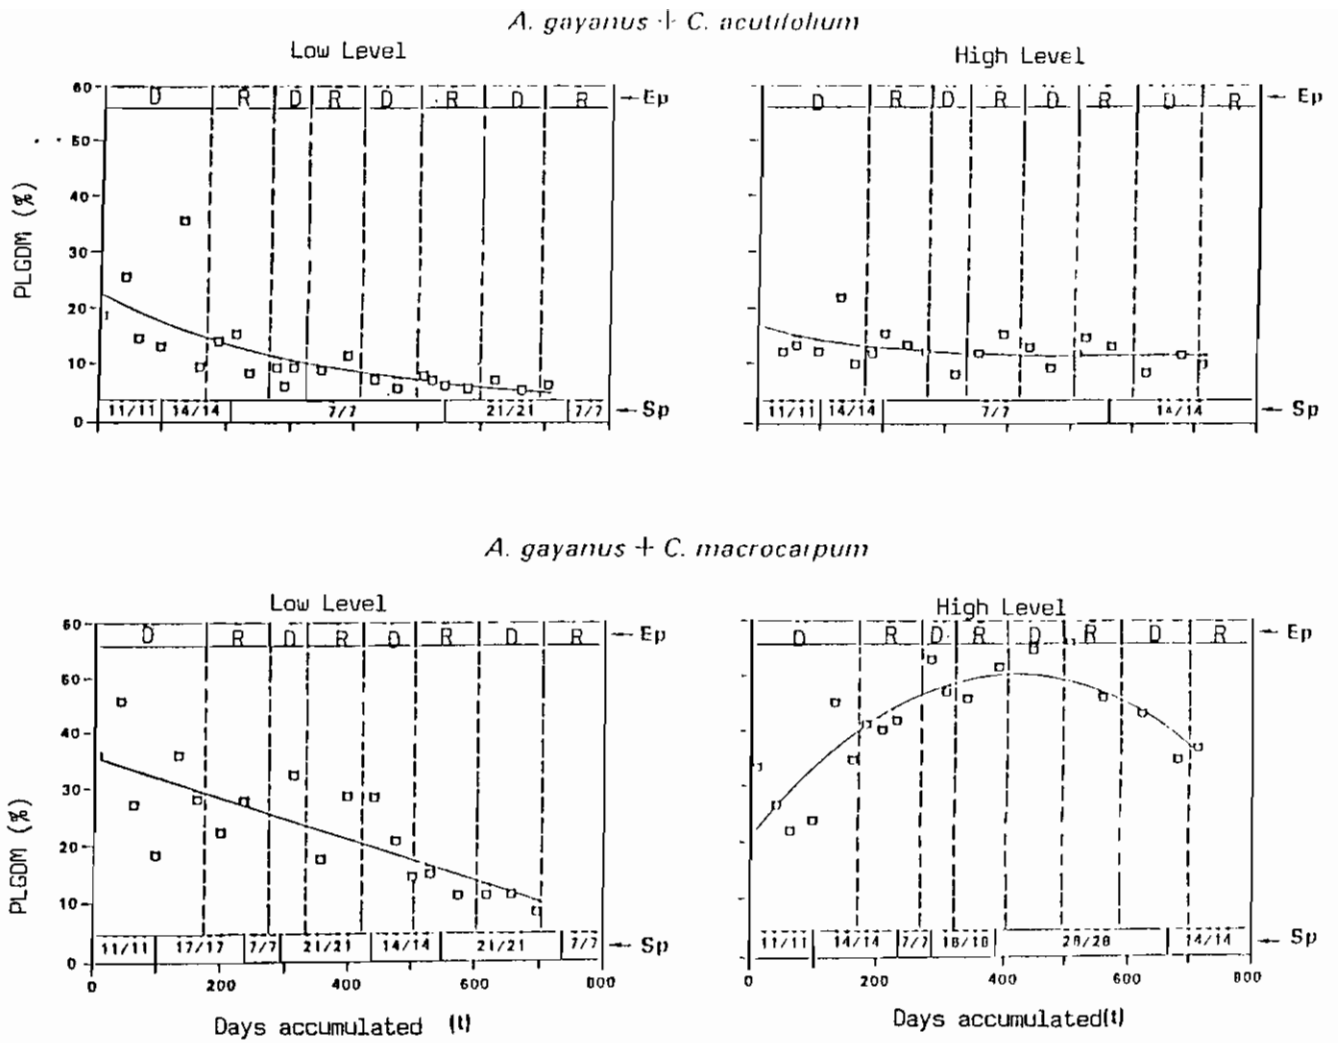 A. gayanus + C. acutifolium
Low Level
High Level
60 D R D R D R D R ←Ep
D R D R D R D R ←Ep
50
40
30
20
10
0
PLGDM (%)
11/11 14/14 7/7 21/21 7/7 ←Sp
11/11 14/14 7/7 14/14 ←Sp
A. gayanus + C. macrocarpum
Low Level
High Level
60 D R D R D R D R ←Ep
D R D R D R D R ←Ep
60
40
30
20
10
0
PLGDM (%)
11/11 17/17 7/7 21/21 14/14 21/21 7/7 ←Sp
11/11 14/14 7/7 18/18 28/28 14/14 ←Sp
0 200 400 600 800
0 200 400 600 800
Days accumulated (t)
Days accumulated(t)